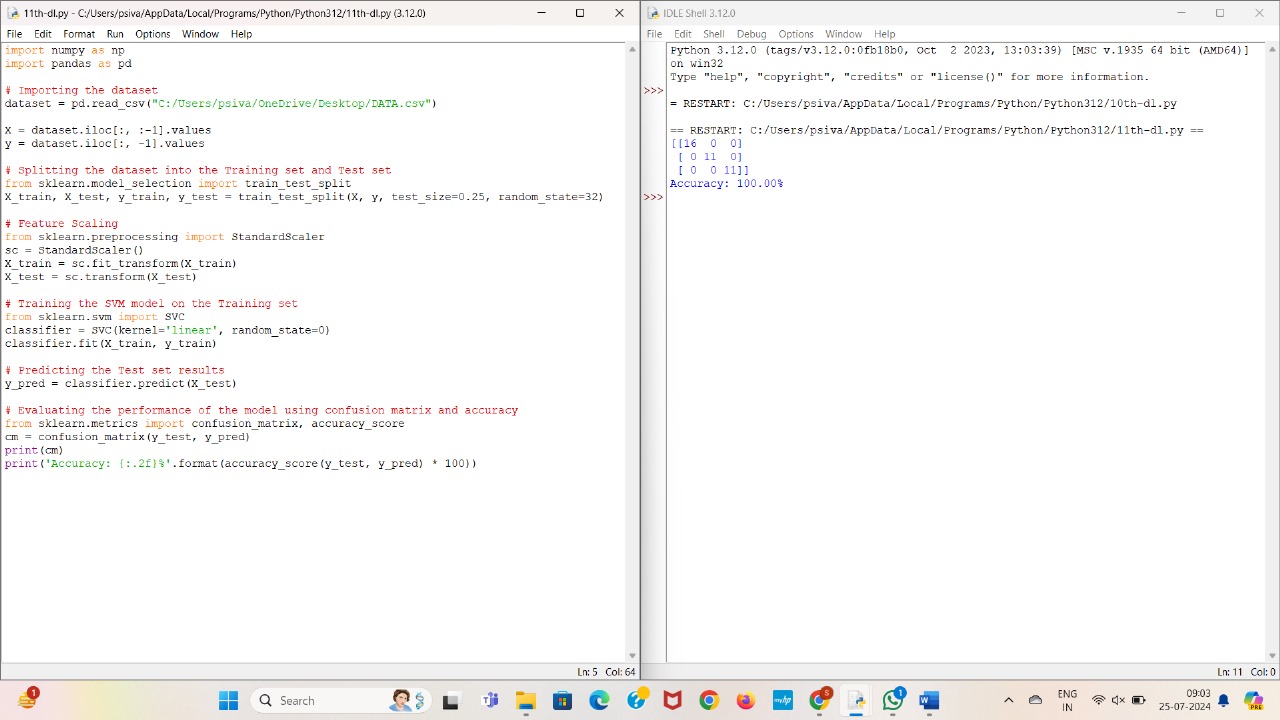 11th-dl.py - C:/Users/psiva/AppData/Local/Programs/Python/Python312/11th-dl.py (3.12.0)
File Edit Format Run Options Window Help
import numpy as np
import pandas as pd
# Importing the dataset
dataset = pd.read_csv("C:/Users/psiva/OneDrive/Desktop/DATA.csv")
X = dataset.iloc[:, :-1].values
y = dataset.iloc[:, -1].values
# Splitting the dataset into the Training set and Test set
from sklearn.model_selection import train_test_split
X_train, X_test, y_train, y_test = train_test_split(X, y, test_size=0.25, random_state=32)
# Feature Scaling
from sklearn.preprocessing import StandardScaler
sc = StandardScaler()
X_train = sc.fit_transform(X_train)
X_test = sc.transform(X_test)
# Training the SVM model on the Training set
from sklearn.svm import SVC
classifier = SVC(kernel='linear', random_state=0)
classifier.fit(X_train, y_train)
# Predicting the Test set results
y_pred = classifier.predict(X_test)
# Evaluating the performance of the model using confusion matrix and accuracy
from sklearn.metrics import confusion_matrix, accuracy_score
cm = confusion_matrix(y_test, y_pred)
print(cm)
print('Accuracy: {:.2f}%'.format(accuracy_score(y_test, y_pred) * 100))
Ln: 5 Col: 64
IDLE Shell 3.12.0
File Edit Shell Debug Options Window Help
Python 3.12.0 (tags/v3.12.0:0fb18b0, Oct  2 2023, 13:03:39) [MSC v.1935 64 bit (AMD64)]
on win32
Type "help", "copyright", "credits" or "license()" for more information.
>>>
= RESTART: C:/Users/psiva/AppData/Local/Programs/Python/Python312/10th-dl.py
== RESTART: C:/Users/psiva/AppData/Local/Programs/Python/Python312/11th-dl.py ==
[[16  0  0]
[ 0 11  0]
[ 0  0 11]]
Accuracy: 100.00%
>>>
Ln: 11 Col: 0
1
Search
myhp
S
1
ENG
IN
09:03
25-07-2024
PRE